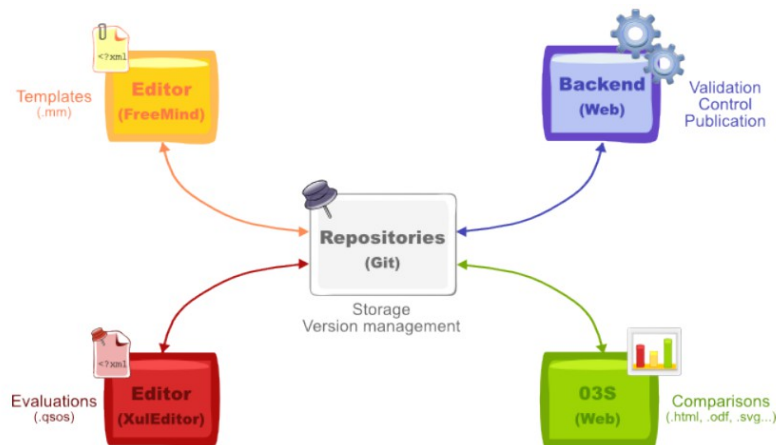 <?xml
Editor
(FreeMind)
Templates
(.mm)
Backend
(Web)
Validation
Control
Publication
Repositories
(Git)
Storage
Version management
<?xml
Editor
(XulEditor)
Evaluations
(.qsos)
03S
(Web)
Comparisons
(.html, .odf, .svg...)